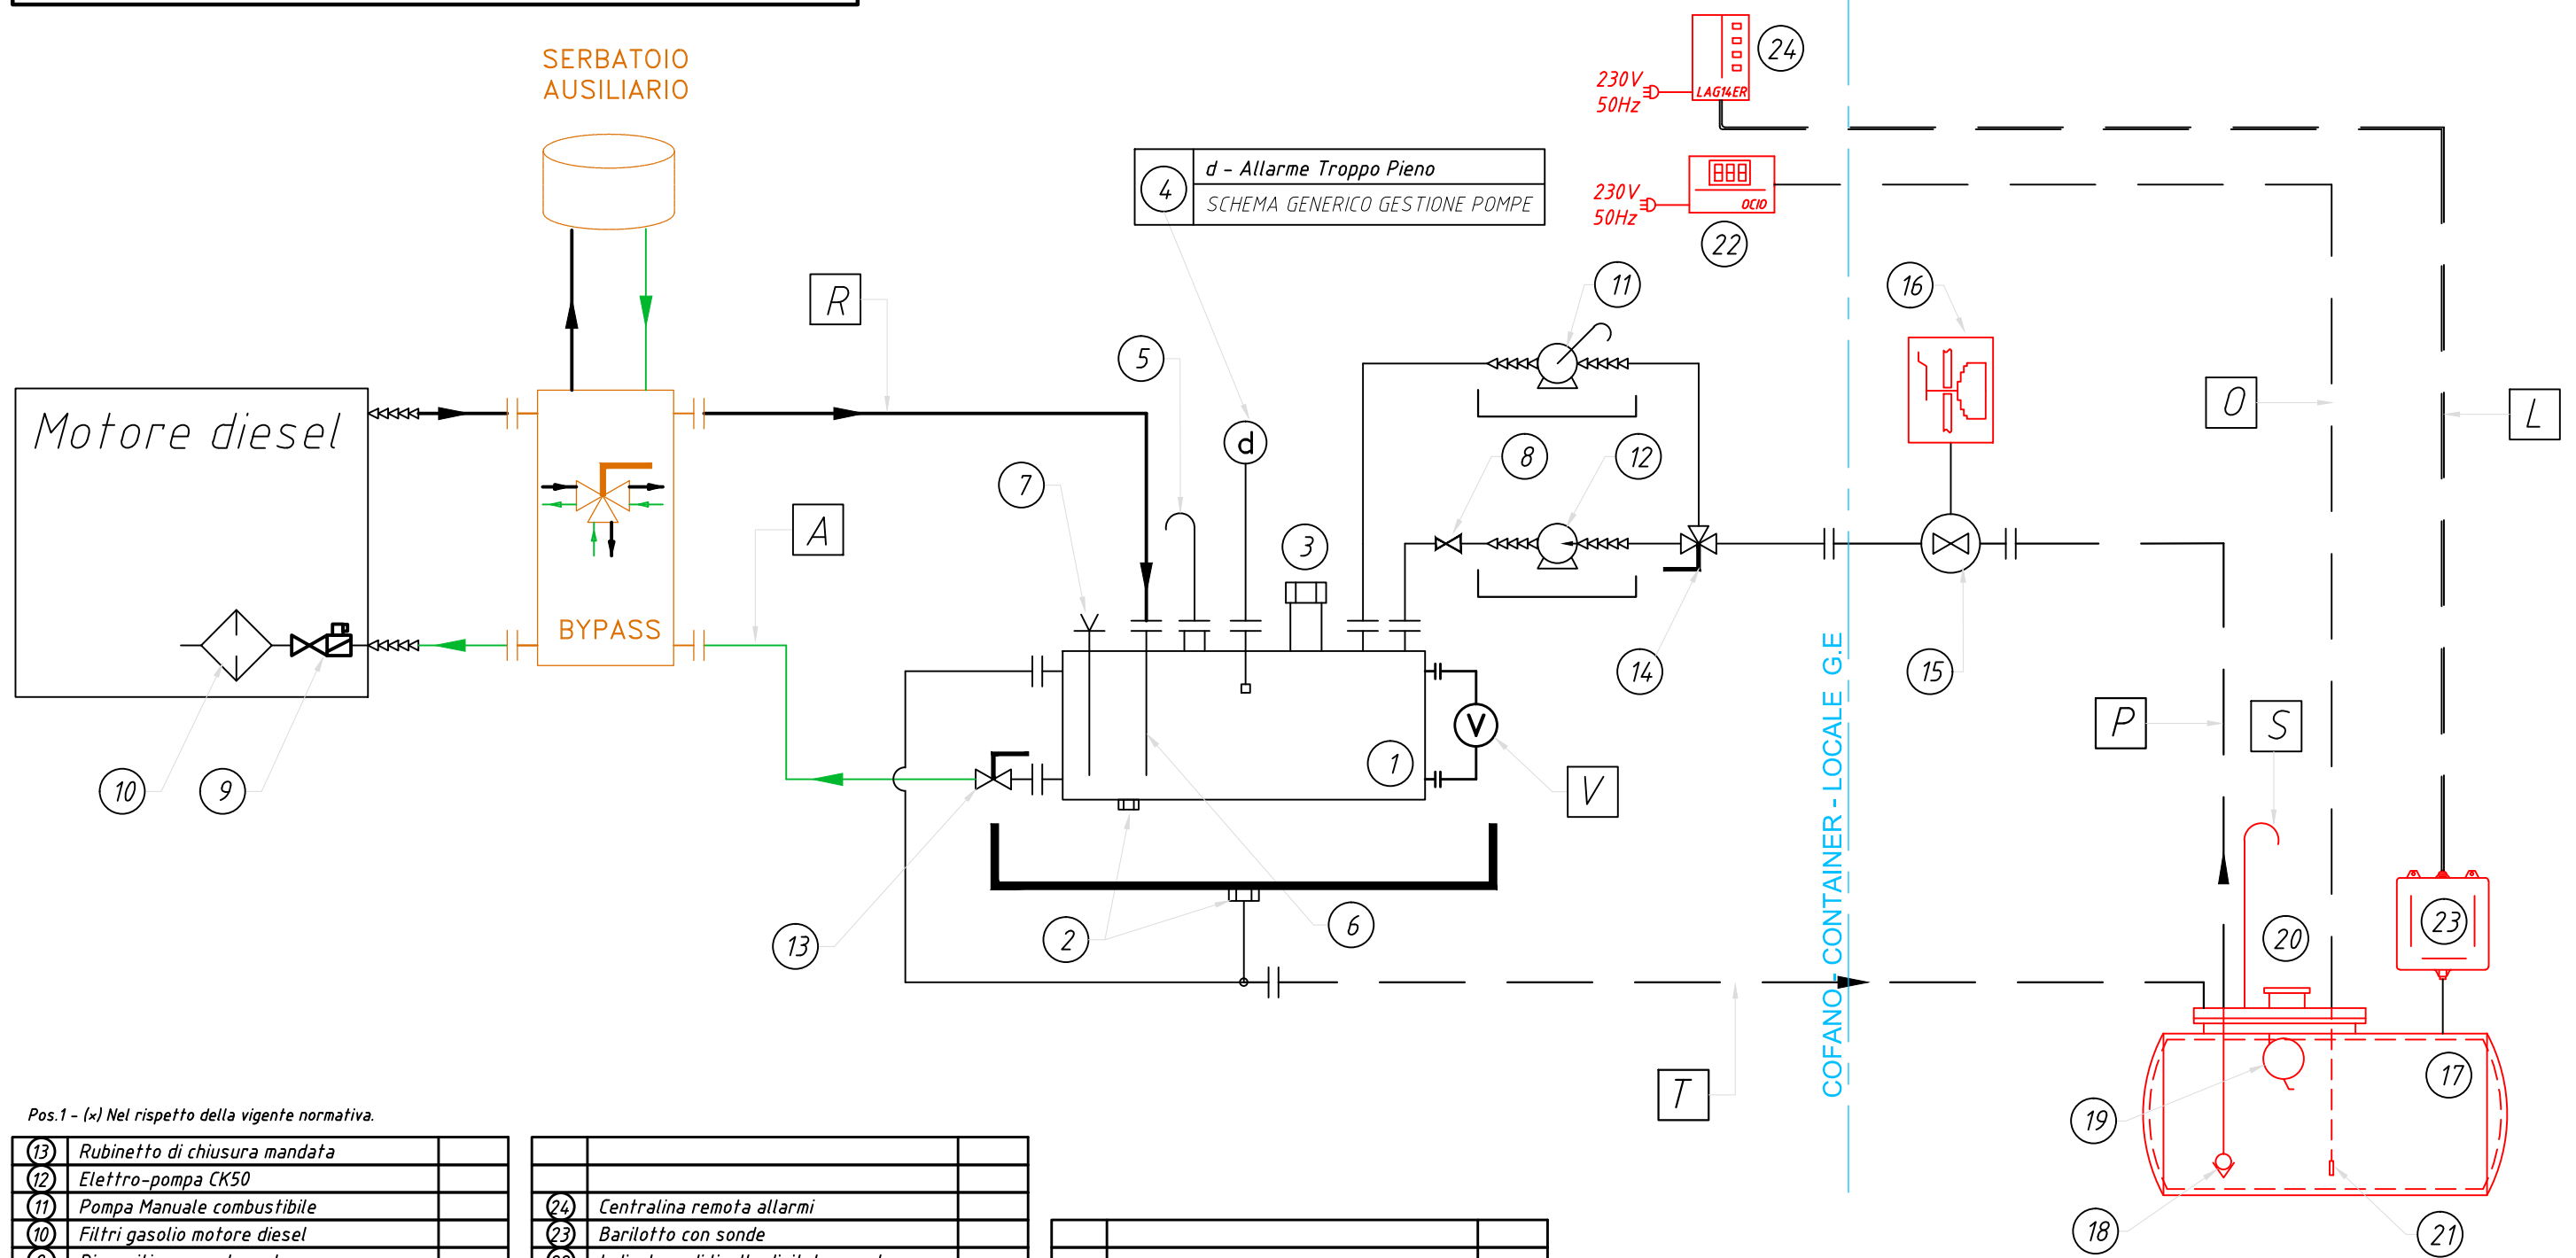 SERBATOIO
AUSILIARIO
24
230V
50Hz
LAG14ER
4
d - Allarme Troppo Pieno
SCHEMA GENERICO GESTIONE POMPE
230V
50Hz
888
OCIO
22
R
11
16
5
O
L
Motore diesel
d
7
8
12
A
3
BYPASS
14
15
P
S
V
1
V
10
9
COFANO - CONTAINER - LOCALE G.E
13
2
6
20
23
T
17
19
18
21
Pos.1 - (x) Nel rispetto della vigente normativa.
13 Rubinetto di chiusura mandata
12 Elettro-pompa CK50
11 Pompa Manuale combustibile
10 Filtri gasolio motore diesel
24 Centralina remota allarmi
23 Barilotto con sonde